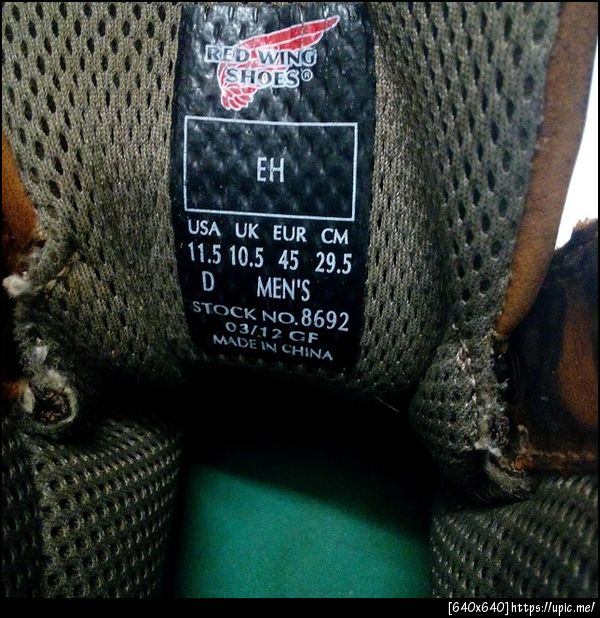 RED WING
SHOES®
EH
USA UK EUR CM
11.5 10.5 45 29.5
D MEN'S
STOCK NO. 8692
03/12 GF
MADE IN CHINA
[640x640]https://upic.me/